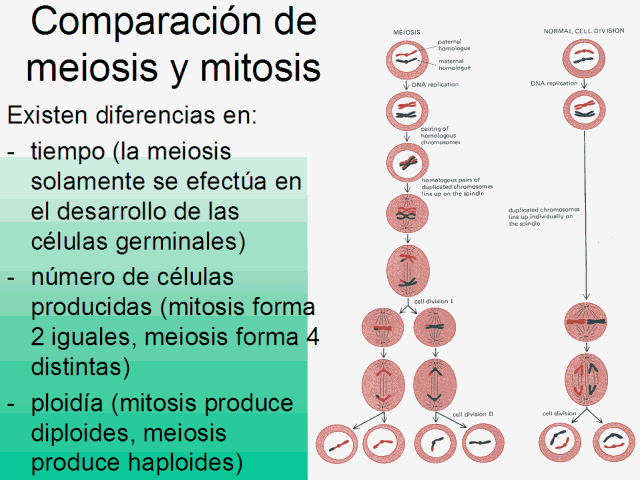 Comparación de
meiosis y mitosis
Existen diferencias en:
- tiempo (la meiosis
solamente se efectúa en
el desarrollo de las
células germinales)
- número de células
producidas (mitosis forma
2 iguales, meiosis forma 4
distintas)
- ploidía (mitosis produce
diploides, meiosis
produce haploides)
MEIOSIS
paternal
homologue
maternal
homologue
DNA replication
pairing of
homologous
chromosomes
homologous pairs of
duplicated chromosomes
line up on the spindle
cell division I
cell division II
NORMAL CELL DIVISION
DNA replication
duplicated chromosomes
line up individually on
the spindle
cell division